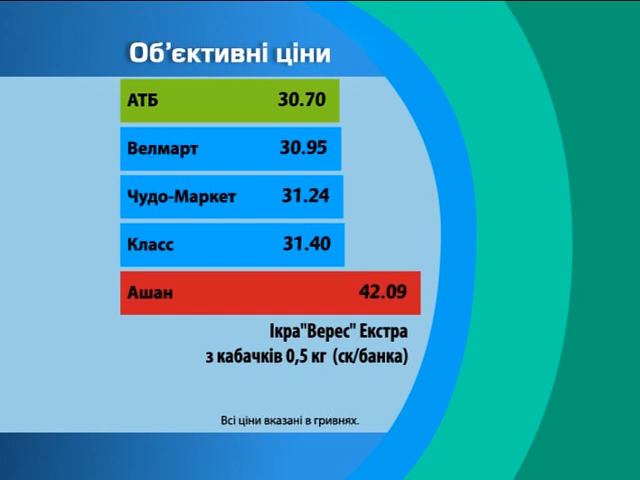 Об'єктивні ціни
АТБ 30.70
Велмарт 30.95
Чудо-Маркет 31.24
Класс 31.40
Ашан 42.09
Ікра"Верес" Екстра
з кабачків 0,5 кг (ск/банка)
Всі ціни вказані в гривнях.